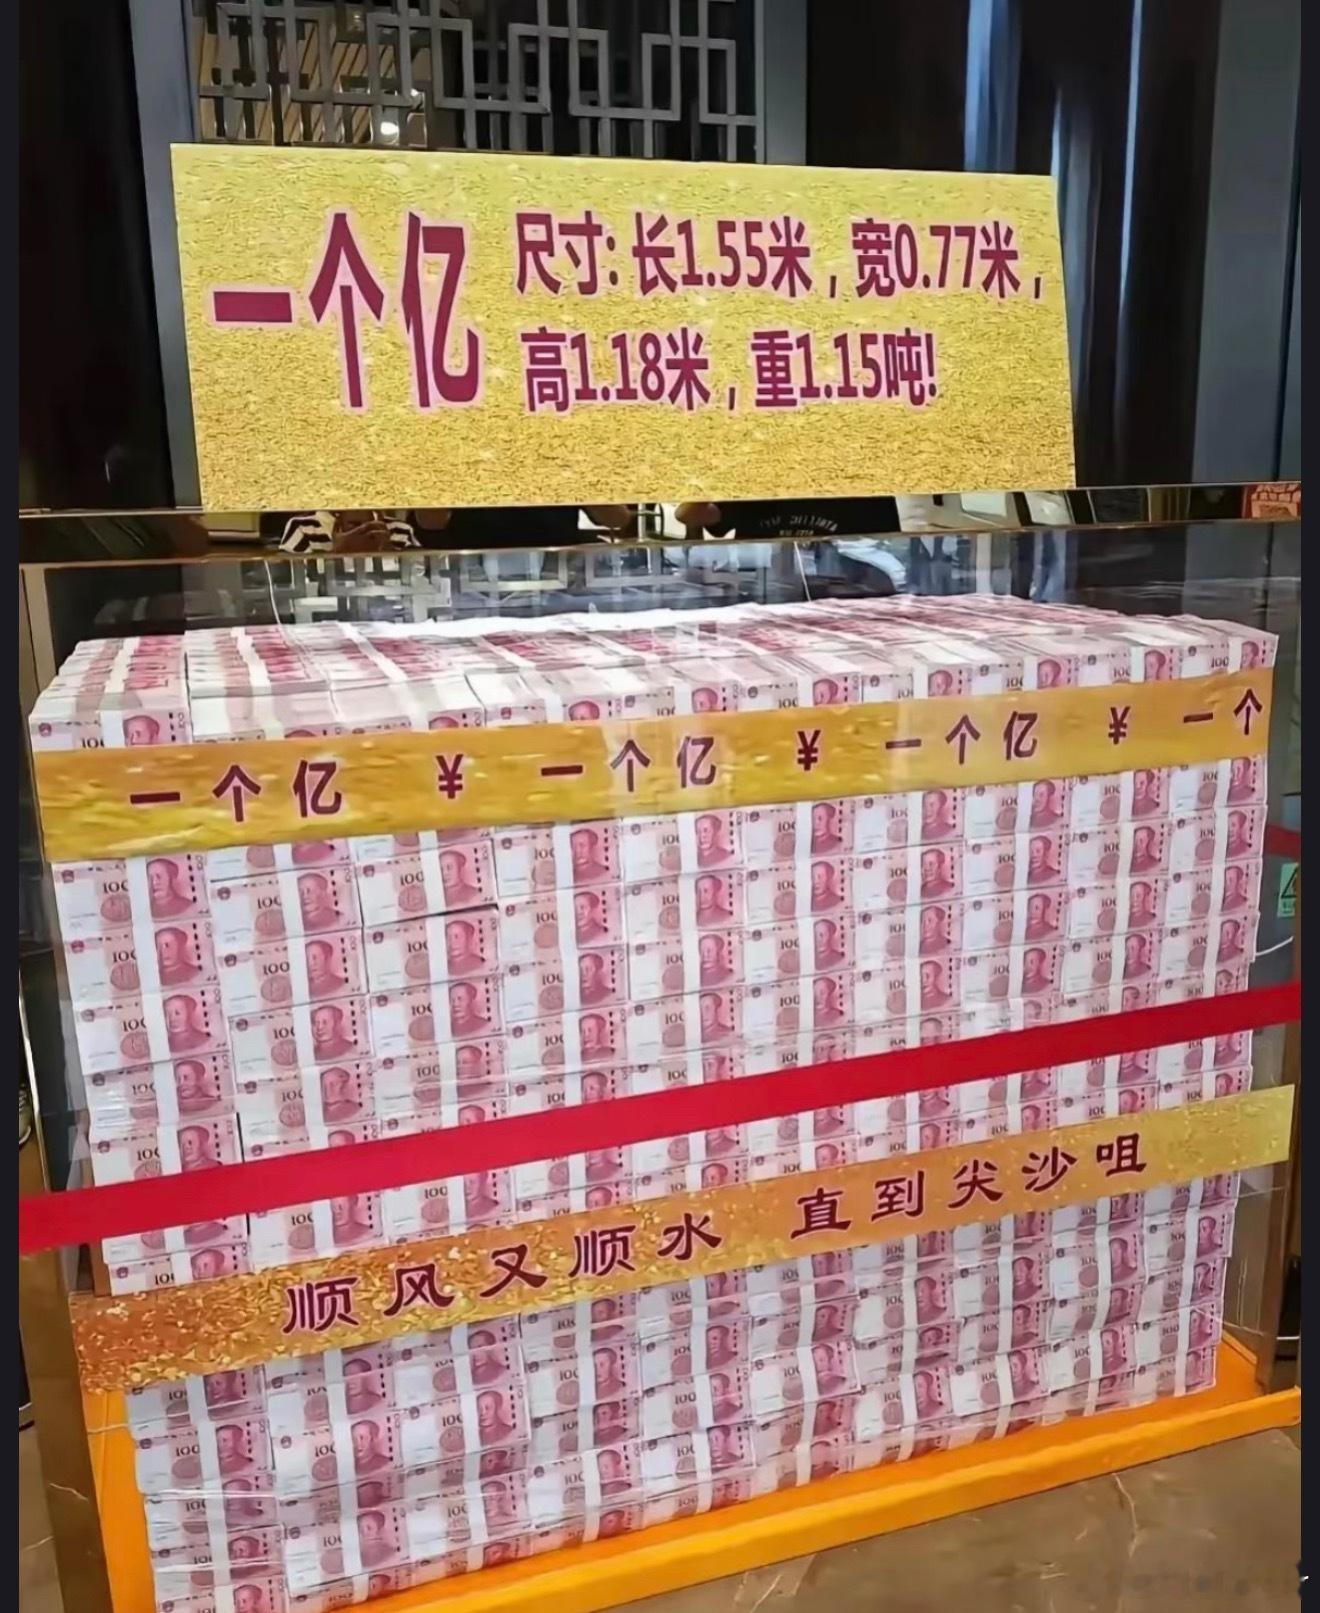 一个亿
尺寸: 长1.55米，宽0.77米，
高1.18米，重1.15吨!
一个亿 ¥ 一个亿 ¥ 一个亿 ¥ 一个
顺风又顺水 直到尖沙咀
100